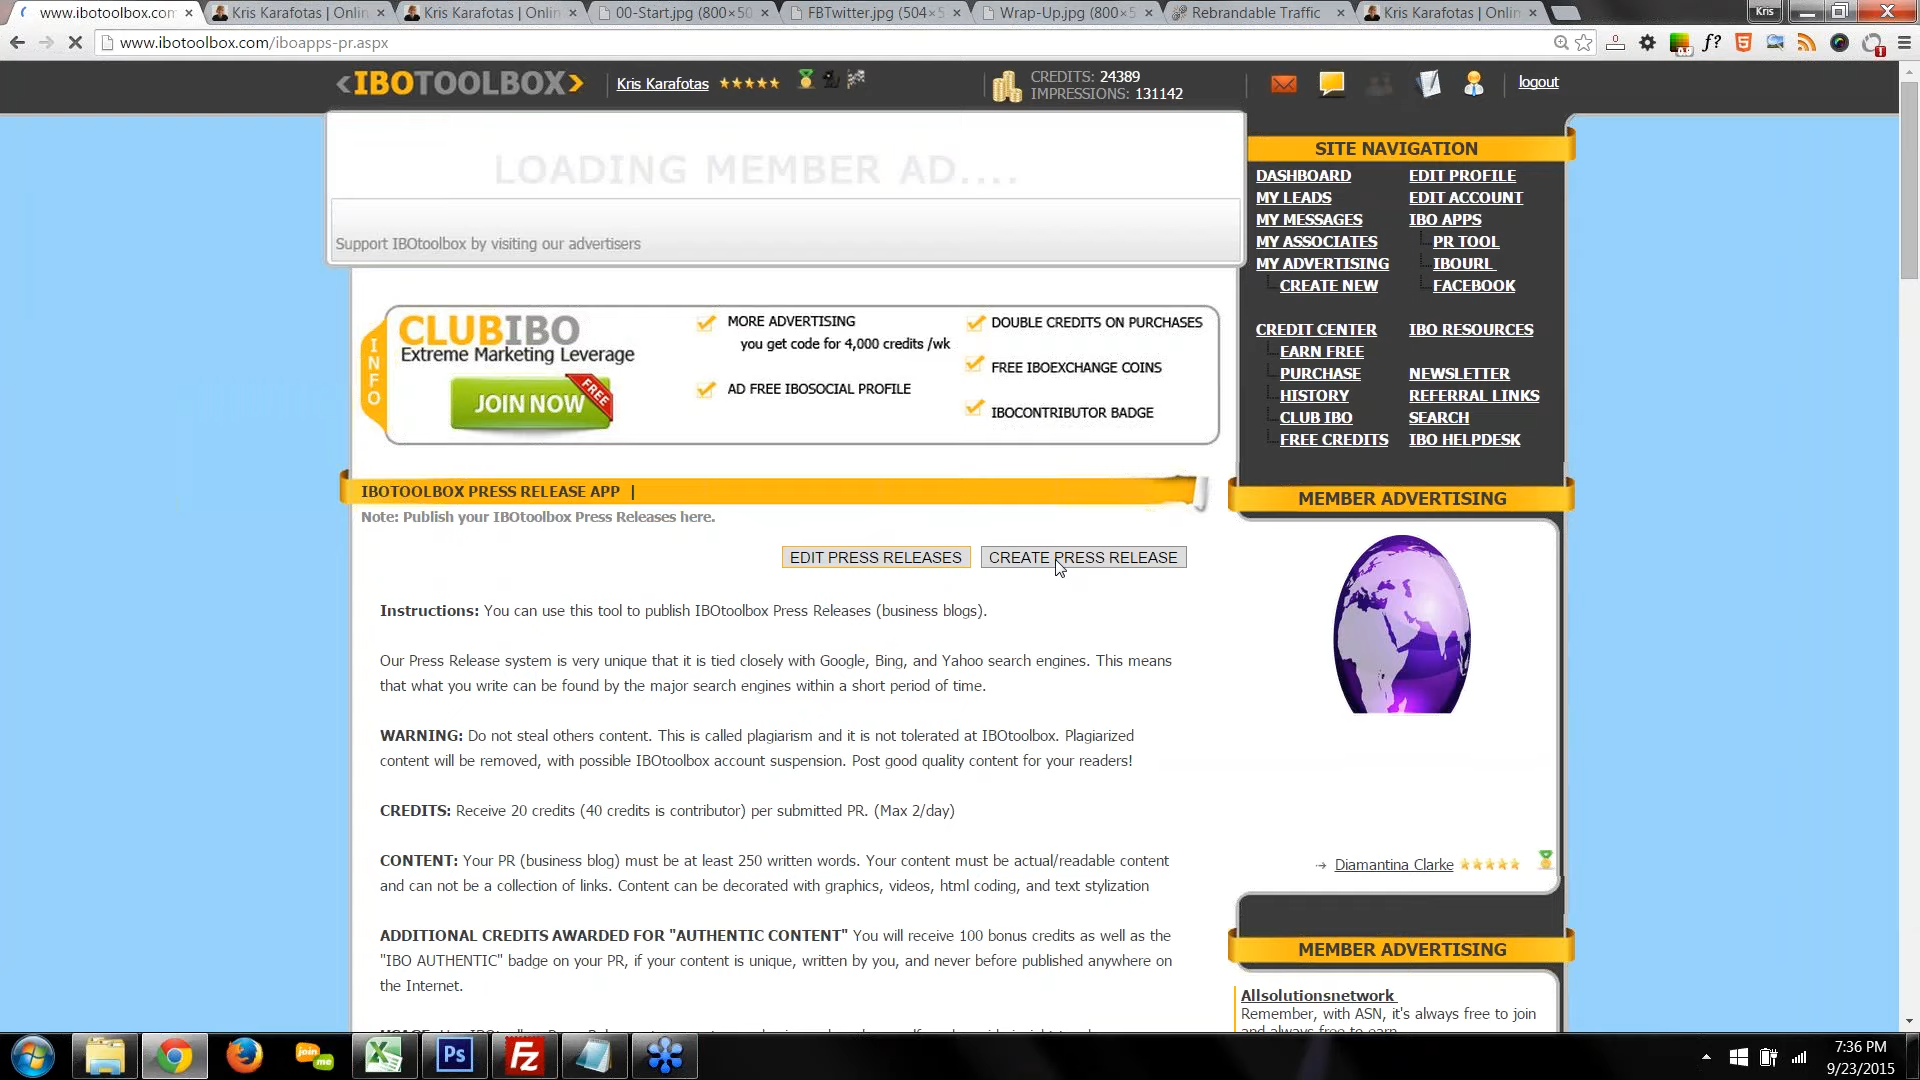 www.ibotoolbox.com
Kris Karafotas | Onlin
Kris Karafotas | Onlin
00-Start.jpg (800×50
FBTwitter.jpg (504×5
Wrap-Up.jpg (800×5
Rebrandable Traffic
Kris Karafotas | Onlin
Kris
www.ibotoolbox.com/iboapps-pr.aspx
<IBOTOOLBOX>
Kris Karafotas
CREDITS: 24389
IMPRESSIONS: 131142
logout
LOADING MEMBER AD....
Support IBOtoolbox by visiting our advertisers
SITE NAVIGATION
DASHBOARD
EDIT PROFILE
MY LEADS
EDIT ACCOUNT
MY MESSAGES
IBO APPS
MY ASSOCIATES
PR TOOL
MY ADVERTISING
IBOURL
CREATE NEW
FACEBOOK
CREDIT CENTER
IBO RESOURCES
EARN FREE
PURCHASE
NEWSLETTER
HISTORY
REFERRAL LINKS
CLUB IBO
SEARCH
FREE CREDITS
IBO HELPDESK
INFO
CLUBIBO
Extreme Marketing Leverage
JOIN NOW
FREE
MORE ADVERTISING
you get code for 4,000 credits /wk
AD FREE IBOSOCIAL PROFILE
DOUBLE CREDITS ON PURCHASES
FREE IBOEXCHANGE COINS
IBOCONTRIBUTOR BADGE
IBOTOOLBOX PRESS RELEASE APP |
Note: Publish your IBOtoolbox Press Releases here.
EDIT PRESS RELEASES
CREATE PRESS RELEASE
Instructions: You can use this tool to publish IBOtoolbox Press Releases (business blogs).
Our Press Release system is very unique that it is tied closely with Google, Bing, and Yahoo search engines. This means
that what you write can be found by the major search engines within a short period of time.
WARNING: Do not steal others content. This is called plagiarism and it is not tolerated at IBOtoolbox. Plagiarized
content will be removed, with possible IBOtoolbox account suspension. Post good quality content for your readers!
CREDITS: Receive 20 credits (40 credits is contributor) per submitted PR. (Max 2/day)
CONTENT: Your PR (business blog) must be at least 250 written words. Your content must be actual/readable content
and can not be a collection of links. Content can be decorated with graphics, videos, html coding, and text stylization
ADDITIONAL CREDITS AWARDED FOR "AUTHENTIC CONTENT" You will receive 100 bonus credits as well as the
"IBO AUTHENTIC" badge on your PR, if your content is unique, written by you, and never before published anywhere on
the Internet.
MEMBER ADVERTISING
Diamantina Clarke
MEMBER ADVERTISING
Allsolutionsnetwork
Remember, with ASN, it's always free to join
and always free to earn
join me
Ps
Fz
7:36 PM
9/23/2015